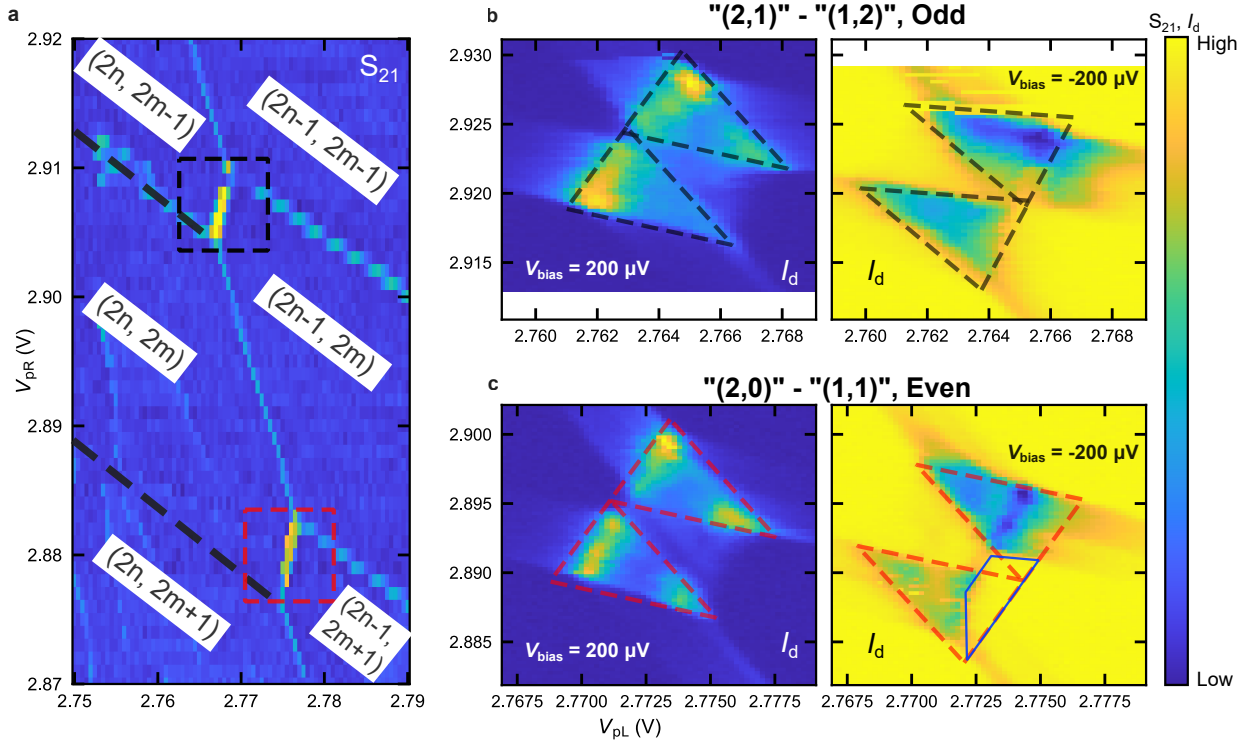 a
S21
(2n, 2m-1)
(2n-1, 2m-1)
(2n, 2m)
(2n-1, 2m)
(2n, 2m+1)
(2n-1,
2m+1)
2.92
2.91
2.90
2.89
2.88
2.87
VpR (V)
2.75
2.76
2.77
2.78
2.79
b
"(2,1)" - "(1,2)", Odd
2.930
2.925
2.920
2.915
Vbias = 200 µV
Id
2.760
2.762
2.764
2.766
2.768
Vbias = -200 µV
Id
2.760
2.762
2.764
2.766
2.768
c
"(2,0)" - "(1,1)", Even
2.900
2.895
2.890
2.885
Vbias = 200 µV
Id
2.7675
2.7700
2.7725
2.7750
2.7775
Vbias = -200 µV
Id
2.7675
2.7700
2.7725
2.7750
2.7775
VpL (V)
S21, Id
High
Low